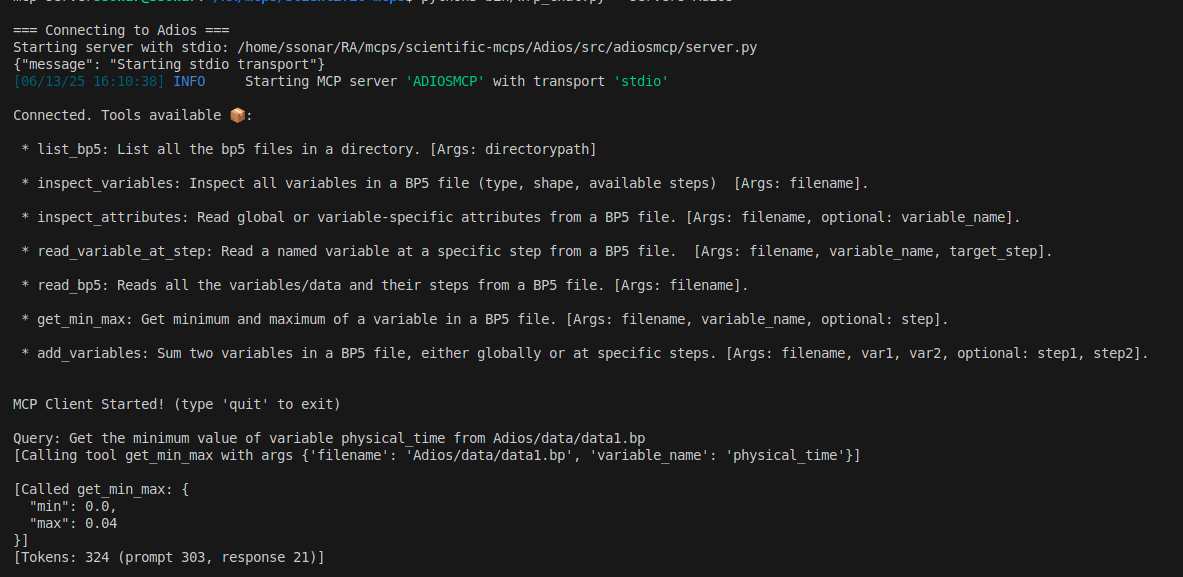 === Connecting to Adios ===
Starting server with stdio: /home/ssonar/RA/mcps/scientific-mcps/Adios/src/adiosmcp/server.py
{"message": "Starting stdio transport"}
[06/13/25 16:10:38] INFO     Starting MCP server 'ADIOSMCP' with transport 'stdio'
Connected. Tools available 📦:
* list_bp5: List all the bp5 files in a directory. [Args: directorypath]
* inspect_variables: Inspect all variables in a BP5 file (type, shape, available steps)  [Args: filename].
* inspect_attributes: Read global or variable-specific attributes from a BP5 file. [Args: filename, optional: variable_name].
* read_variable_at_step: Read a named variable at a specific step from a BP5 file.  [Args: filename, variable_name, target_step].
* read_bp5: Reads all the variables/data and their steps from a BP5 file. [Args: filename].
* get_min_max: Get minimum and maximum of a variable in a BP5 file. [Args: filename, variable_name, optional: step].
* add_variables: Sum two variables in a BP5 file, either globally or at specific steps. [Args: filename, var1, var2, optional: step1, step2].
MCP Client Started! (type 'quit' to exit)
Query: Get the minimum value of variable physical_time from Adios/data/data1.bp
[Calling tool get_min_max with args {'filename': 'Adios/data/data1.bp', 'variable_name': 'physical_time'}]
[Called get_min_max: {
  "min": 0.0,
  "max": 0.04
}]
[Tokens: 324 (prompt 303, response 21)]